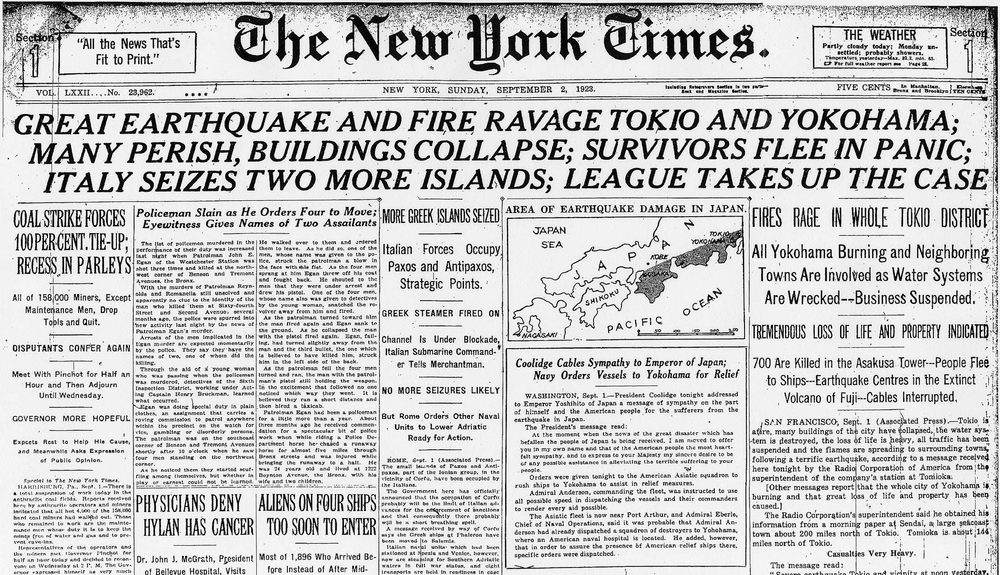 Section 1
"All the News That's
Fit to Print."
The New York Times.
THE WEATHER
Partly cloudy today; Monday un-
settled; probably showers.
Temperature yesterday—Max. 82.2, min. 65.
For full weather report see Page 21.
Section 1
VOL. LXXII....No. 23,962.
****
NEW YORK, SUNDAY, SEPTEMBER 2, 1923.
Including Rotogravure Section in two parts—
Book and Magazine Section.
FIVE CENTS
In Manhattan,
Bronx and Brooklyn
Elsewhere
TEN CENTS
GREAT EARTHQUAKE AND FIRE RAVAGE TOKIO AND YOKOHAMA;
MANY PERISH, BUILDINGS COLLAPSE; SURVIVORS FLEE IN PANIC;
ITALY SEIZES TWO MORE ISLANDS; LEAGUE TAKES UP THE CASE
COAL STRIKE FORCES
100 PER CENT. TIE-UP;
RECESS IN PARLEYS
All of 158,000 Miners, Except
Maintenance Men, Drop
Tools and Quit.
DISPUTANTS CONFER AGAIN
Meet With Pinchot for Half an
Hour and Then Adjourn
Until Wednesday.
GOVERNOR MORE HOPEFUL
Expects Rest to Help His Cause,
and Meanwhile Asks Expression
of Public Opinion.
Special to The New York Times.
HARRISBURG, Pa., Sept. 1.—There is
a total suspension of work today in the
anthracite coal fields. Reports received
here by anthracite operators and miners
indicated that all but 4,000 of the 158,000
hard coal miners had walked out. Those
who remained to work are the mainte-
nance men whose duty it is to keep the
mines free of water and gas and to pre-
vent cave-ins.
Representatives of the operators and
the miners met Governor Pinchot for
half an hour today and decided to recon-
vene on Wednesday at 2 P. M. The Gov-
ernor expressed himself as very much
Policeman Slain as He Orders Four to Move;
Eyewitness Gives Names of Two Assailants
The list of policemen murdered in the
performance of their duty was increased
last night when Patrolman John E.
Egan of the Westchester Station was
shot three times and killed at the north-
west corner of Benson and Tremont
Avenues, the Bronx.
With the murders of Patrolman Reyn-
olds and Romanella still unsolved and
apparently no clue to the identity of the
man who killed them at Sixty-fourth
Street and Second Avenue, several
months ago, the police were spurred into
new activity last night by the news of
Patrolman Egan's murder.
Arrests of the men implicated in the
Egan murder are expected momentarily
by the police. They say they have the
names of two, one of whom did the
killing.
Through the aid of a young woman
who was passing when the policeman
was murdered, detectives of the Sixth
Inspection District, working under Act-
ing Captain Henry Bruckman, learned
what occurred.
Egan was doing special duty in plain
clothes, an assignment that carries a
roving commission to patrol anywhere
within the precinct on the watch for
vice, gambling or disorderly persons.
The patrolman was on the southeast
corner of Benson and Tremont Avenues
shortly after 10 o'clock when he saw
four men standing on the northwest
corner.
As he noticed them they started scuf-
fling among themselves, but whether in
play or earnest could not be learned.
He walked over to them and ordered
them to leave. As he did so, one of the
men, whose name was given to the po-
lice, struck the patrolman a blow in
the face with his fist. As the four men
sprang at him Egan threw off his coat
and fought back. He shouted to the
men that they were under arrest and
drew his pistol. One of the four men,
whose name also was given to detectives
by the young woman, snatched the re-
volver away from him and fired.
As the patrolman turned toward him
the man fired again and Egan sank to
the ground. As he collapsed the man
with the pistol fired again. Egan, fall-
ing, had turned slightly away from the
man and the third bullet, the one which
is believed to have killed him, struck
him in the left side of the back.
As the patrolman fell the four men
turned and ran, the man with the patrol-
man's pistol still holding the weapon.
In the excitement that followed no one
noticed which way they went. It is
believed they ran a short distance and
then hired a taxicab.
Patrolman Egan had been a policeman
for a little more than a year. About
three months ago he received commen-
dation for a spectacular bit of police
work when while riding a Police De-
partment horse he chased a runaway
horse for almost five miles through
Bronx streets and was injured while
bringing the runaway to a halt. He
was 24 years old and lived at 1222
Boynton Avenue, the Bronx, with his
wife and two children.
PHYSICIANS DENY
HYLAN HAS CANCER
Dr. John J. McGrath, President
of Bellevue Hospital, Visits
ALIENS ON FOUR SHIPS
TOO SOON TO ENTER
Most of 1,896 Who Arrived Be-
fore Instead of After Mid-
MORE GREEK ISLANDS SEIZED
Italian Forces Occupy
Paxos and Antipaxos,
Strategic Points.
GREEK STEAMER FIRED ON
Channel Is Under Blockade,
Italian Submarine Command-
er Tells Merchantman.
NO MORE SEIZURES LIKELY
But Rome Orders Other Naval
Units to Lower Adriatic
Ready for Action.
ROME, Sept. 1 (Associated Press).—
The small islands of Paxos and Anti-
paxos, part of the Ionian group, in the
vicinity of Corfu, have been occupied by
the Italians.
The Government here has officially
announced that the occupation of Corfu
probably will be the limit of Italian ad-
vances for the enforcement of sanctions
and that consequently there probably
will be a short breathing spell.
A message received by way of Corfu
says the Greek ships at Phaleron have
been moved to Salamis.
Italian naval units which had been
stationed at Spezia and Venice, however,
now are steaming for Southern Adriatic
waters in full war status, and eight
transports are held in readiness in case
AREA OF EARTHQUAKE DAMAGE IN JAPAN.
JAPAN
SEA
JAPAN
TOKIO
YOKOHAMA
KOBE
OSAKA
SHIKOKU
NAGASAKI
PACIFIC OCEAN
0 50 100 150 200 250
Coolidge Cables Sympathy to Emperor of Japan;
Navy Orders Vessels to Yokohama for Relief
WASHINGTON, Sept. 1.—President Coolidge tonight addressed
to Emperor Yoshihito of Japan a message of sympathy on the part
of himself and the American people for the sufferers from the
earthquake in Japan.
The President's message read:
At the moment when the news of the great disaster which has
befallen the people of Japan is being received, I am moved to offer
you in my own name and that of the American people the most heart-
felt sympathy, and to express to your Majesty my sincere desire to be
of any possible assistance in alleviating the terrible suffering to your
people.
Orders were given tonight to the American Asiatic squadron to
rush ships to Yokohama to assist in relief measures.
Admiral Anderson, commanding the fleet, was instructed to use
all possible speed in dispatching the vessels and their commanders
to render every aid possible.
The Asiatic fleet is now near Port Arthur, and Admiral Eberle,
Chief of Naval Operations, said it was probable that Admiral An-
derson had already dispatched a squadron of destroyers to Yohohama,
where an American naval hospital is located. He added, however,
that in order to assure the presence of American relief ships there,
specific orders were dispatched.
FIRES RAGE IN WHOLE TOKIO DISTRICT
All Yokohama Burning and Neighboring
Towns Are Involved as Water Systems
Are Wrecked--Business Suspended.
TREMENDOUS LOSS OF LIFE AND PROPERTY INDICATED
700 Are Killed in the Asakusa Tower---People Flee
to Ships---Earthquake Centres in the Extinct
Volcano of Fuji---Cables Interrupted.
SAN FRANCISCO, Sept. 1 (Associated Press).—Tokio is
afire, many buildings of the city have collapsed, the water sys-
tem is destroyed, the loss of life is heavy, all traffic has been
suspended and the flames are spreading to surrounding towns,
following a terrific earthquake, according to a message received
here tonight by the Radio Corporation of America from the
superintendent of the company's station at Tomioka.
[Other messages report that the whole city of Yokohama is
burning and that great loss of life and property has been
caused.]
The Radio Corporation's superintendent said he obtained his
information from a morning paper at Sendai, a large seacoast
town about 200 miles north of Tokio. Tomioka is about 144
miles north of Tokio.
Casualties Very Heavy.
The message read:
"Severe earthquake Tokio and vicinity at noon yesterday.